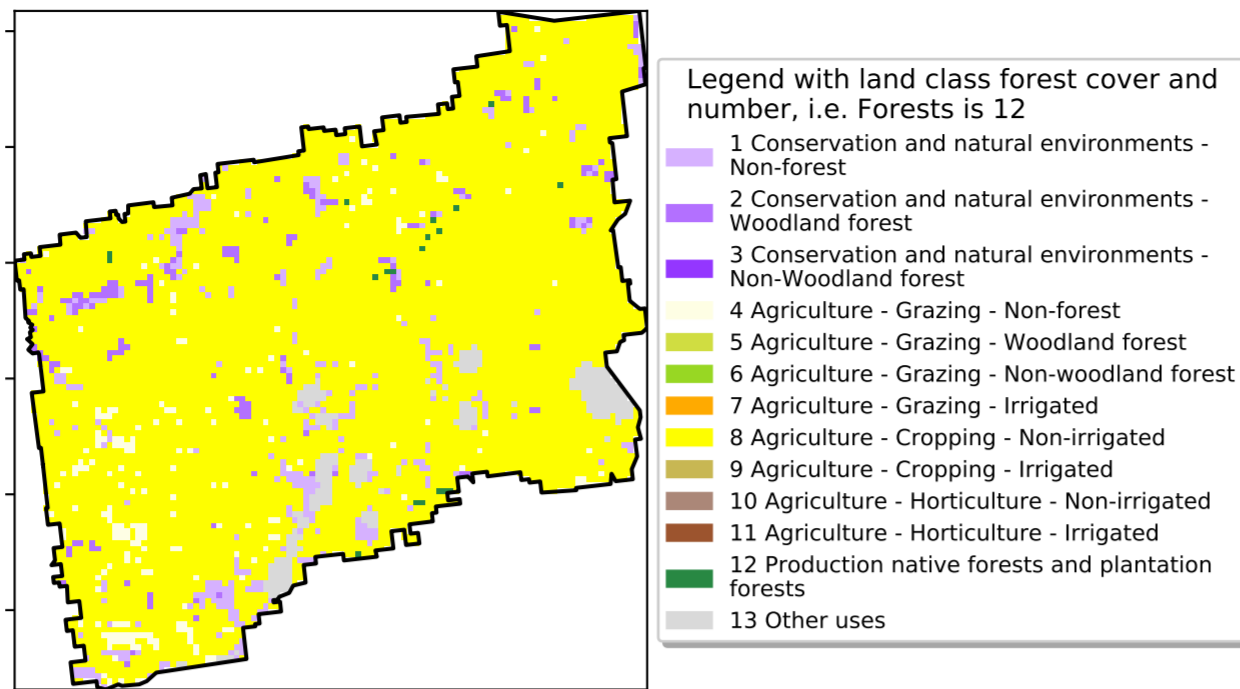 Legend with land class forest cover and
number, i.e. Forests is 12
1 Conservation and natural environments -
Non-forest
2 Conservation and natural environments -
Woodland forest
3 Conservation and natural environments -
Non-Woodland forest
4 Agriculture - Grazing - Non-forest
5 Agriculture - Grazing - Woodland forest
6 Agriculture - Grazing - Non-woodland forest
7 Agriculture - Grazing - Irrigated
8 Agriculture - Cropping - Non-irrigated
9 Agriculture - Cropping - Irrigated
10 Agriculture - Horticulture - Non-irrigated
11 Agriculture - Horticulture - Irrigated
12 Production native forests and plantation
forests
13 Other uses